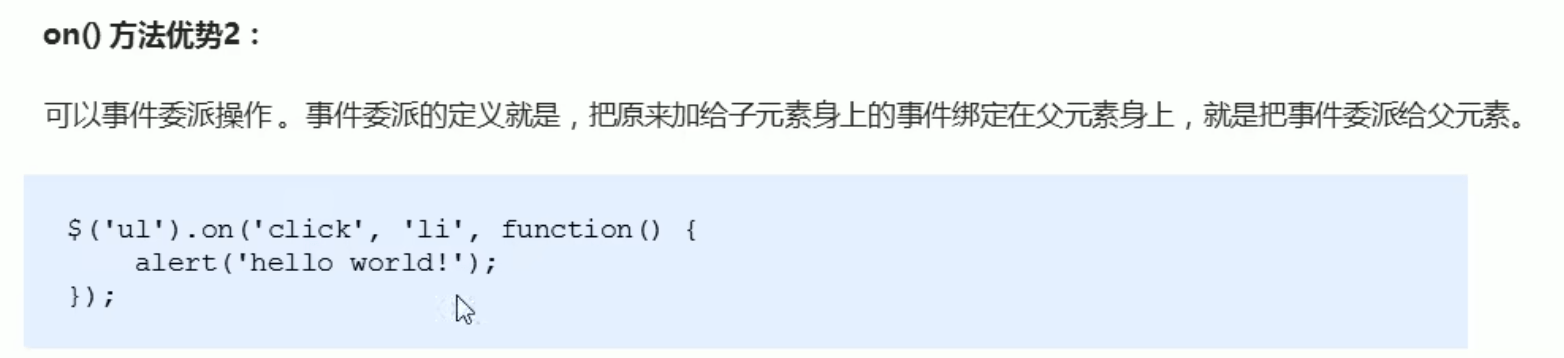 on() 方法优势2：
可以事件委派操作。事件委派的定义就是，把原来加给子元素身上的事件绑定在父元素身上，就是把事件委派给父元素。
$('ul').on('click', 'li', function() {
    alert('hello world!');
});